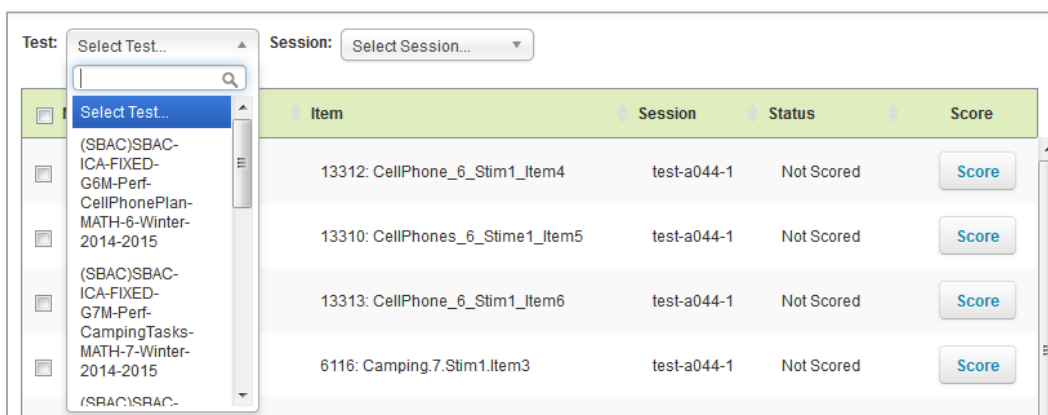 Test: Select Test... Session: Select Session...
Select Test...
Item Session Status Score
(SBAC)SBAC-
ICA-FIXED-
G6M-Perf-
CellPhonePlan-
MATH-6-Winter-
2014-2015
13312: CellPhone_6_Stim1_Item4 test-a044-1 Not Scored Score
13310: CellPhones_6_Stime1_Item5 test-a044-1 Not Scored Score
(SBAC)SBAC-
ICA-FIXED-
G7M-Perf-
CampingTasks-
MATH-7-Winter-
2014-2015
13313: CellPhone_6_Stim1_Item6 test-a044-1 Not Scored Score
6116: Camping.7.Stim1.Item3 test-a044-1 Not Scored Score
(SBAC)SBAC-